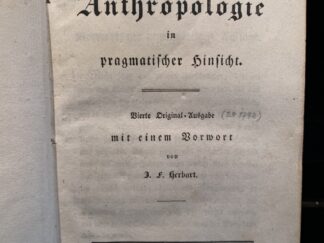 Anthropologie
in
pragmatischer Hinsicht.
Vierte Original-Ausgabe
mit einem Vorwort
von
J. F. Herbart.